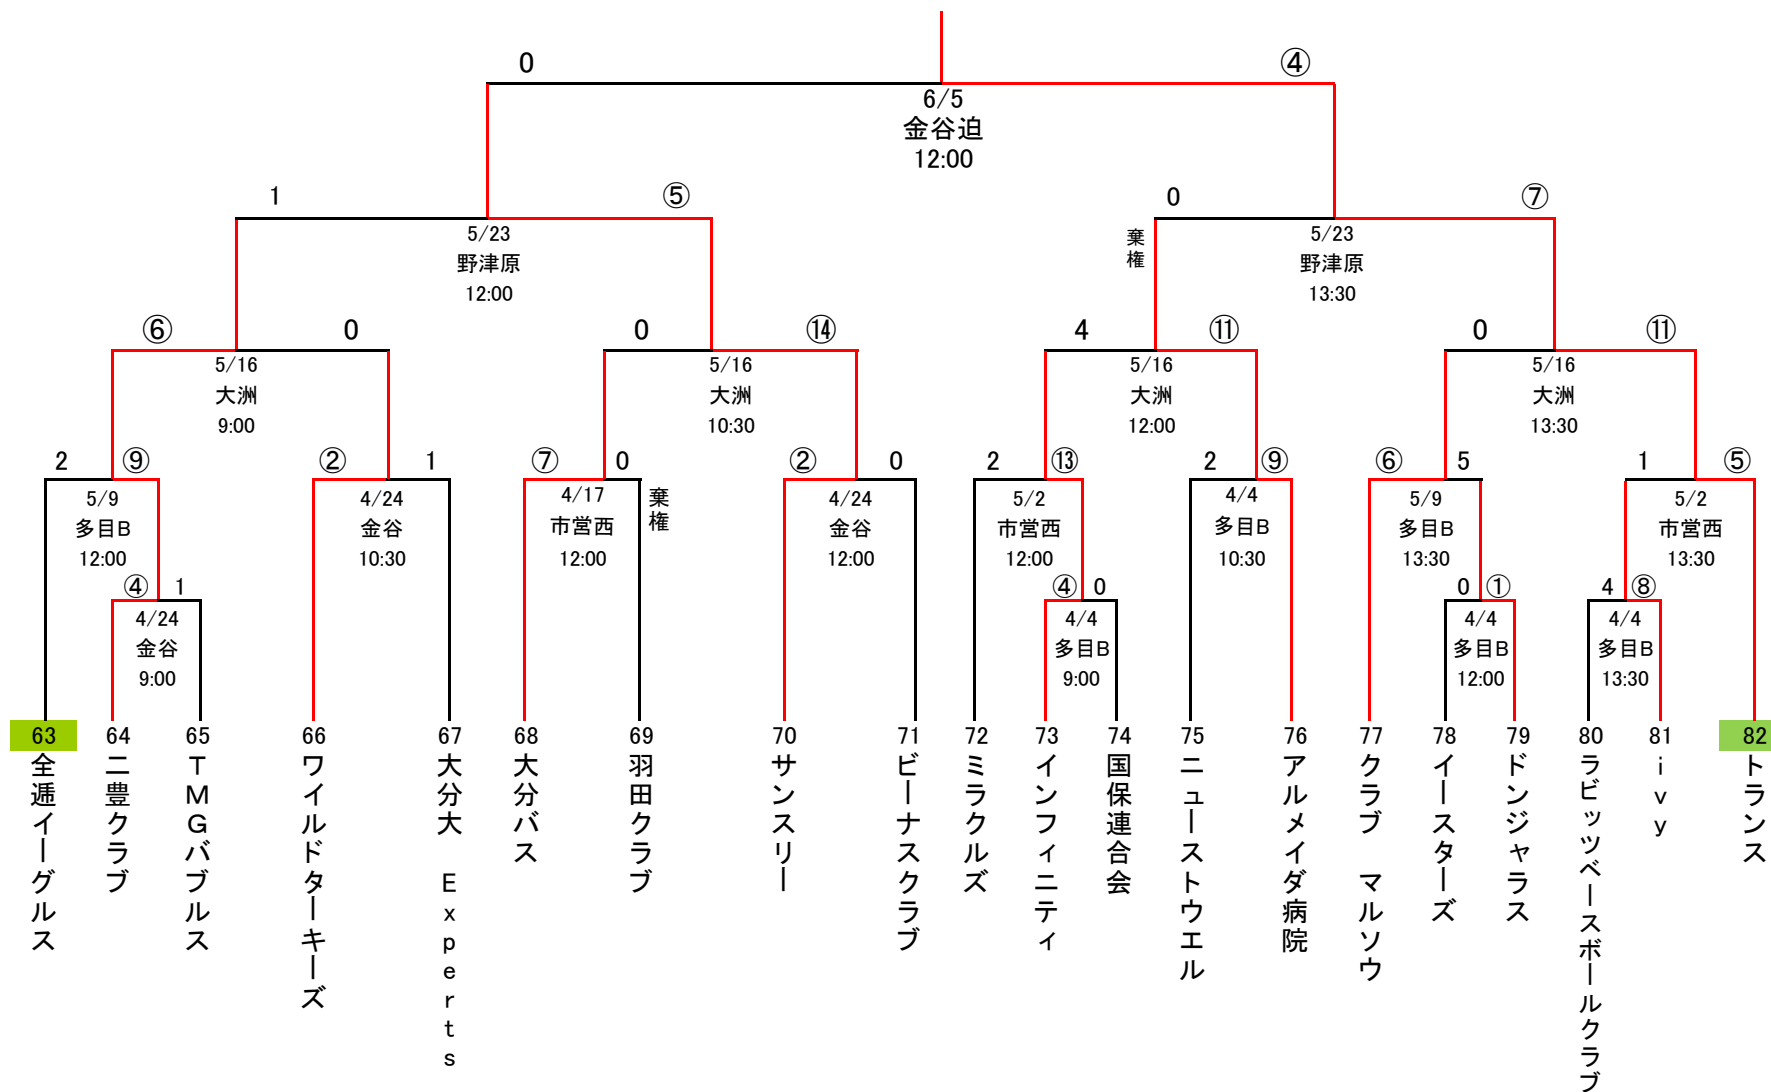 0 ④
6/5
金谷迫
12:00
1 ⑤ 0 ⑦
棄権
5/23 5/23
野津原 野津原
12:00 13:30
⑥ 0 0 ⑭ 4 ⑪ 0 ⑪
5/16 5/16 5/16 5/16
大洲 大洲 大洲 大洲
9:00 10:30 12:00 13:30
2 ⑨ ② 1 ⑦ 0 ② 0 2 ⑬ 2 ⑨ ⑥ 5 1 ⑤
棄権
5/9 4/24 4/17 4/24 5/2 4/4 5/9 5/2
多目B 金谷 市営西 金谷 市営西 多目B 多目B 市営西
12:00 10:30 12:00 12:00 12:00 10:30 13:30 13:30
④ 1 ④ 0 0 ① 4 ⑧
4/24 4/4 4/4 4/4
金谷 多目B 多目B 多目B
9:00 9:00 12:00 13:30
63 全逓イーグルス
64 二豊クラブ
65 TMGバブルス
66 ワイルドターキーズ
67 大分大 Experts
68 大分バス
69 羽田クラブ
70 サンスリー
71 ビーナスクラブ
72 ミラクルズ
73 インフィニティ
74 国保連合会
75 ニューストウエル
76 アルメイダ病院
77 クラブ マルソウ
78 イースターズ
79 ドンジャラス
80 ラビッツベースボールクラブ
81 ivy
82 トランス